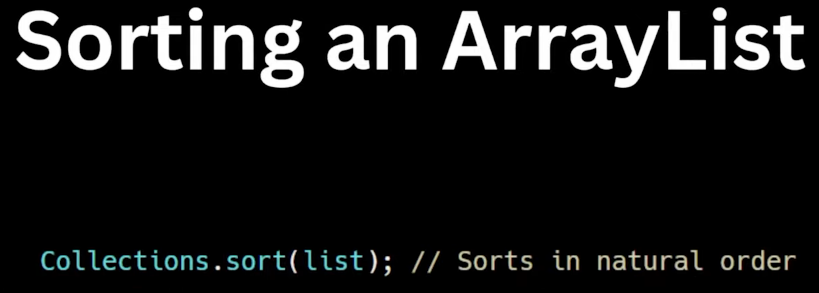 Sorting an ArrayList
Collections.sort(list); // Sorts in natural order